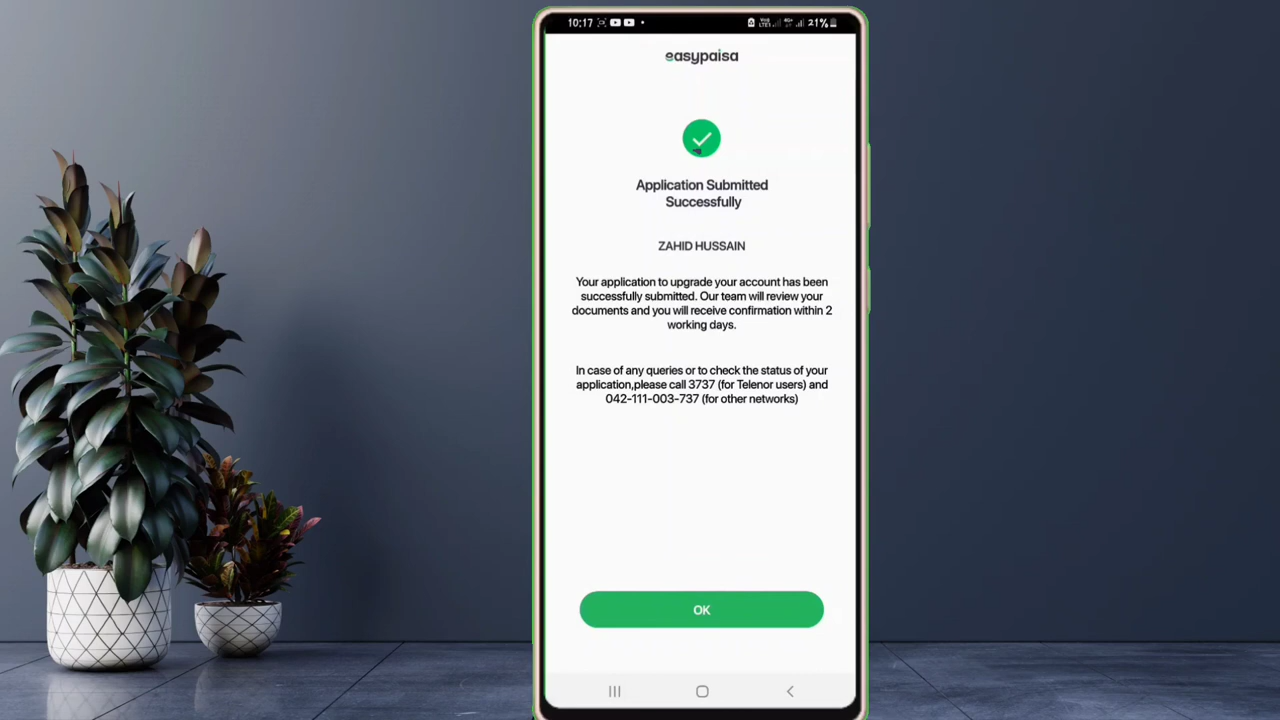 10:17
21%
easypaisa
Application Submitted
Successfully
ZAHID HUSSAIN
Your application to upgrade your account has been
successfully submitted. Our team will review your
documents and you will receive confirmation within 2
working days.
In case of any queries or to check the status of your
application,please call 3737 (for Telenor users) and
042-111-003-737 (for other networks)
OK